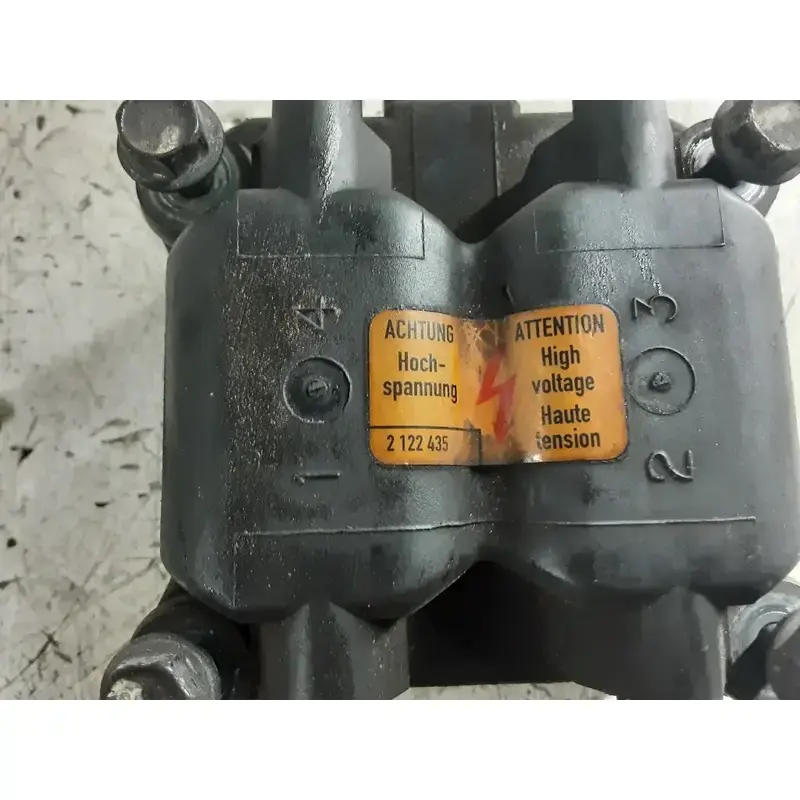 4
3
ACHTUNG
Hoch-
spannung
2 122 435
ATTENTION
High
voltage
Haute
tension
1
2